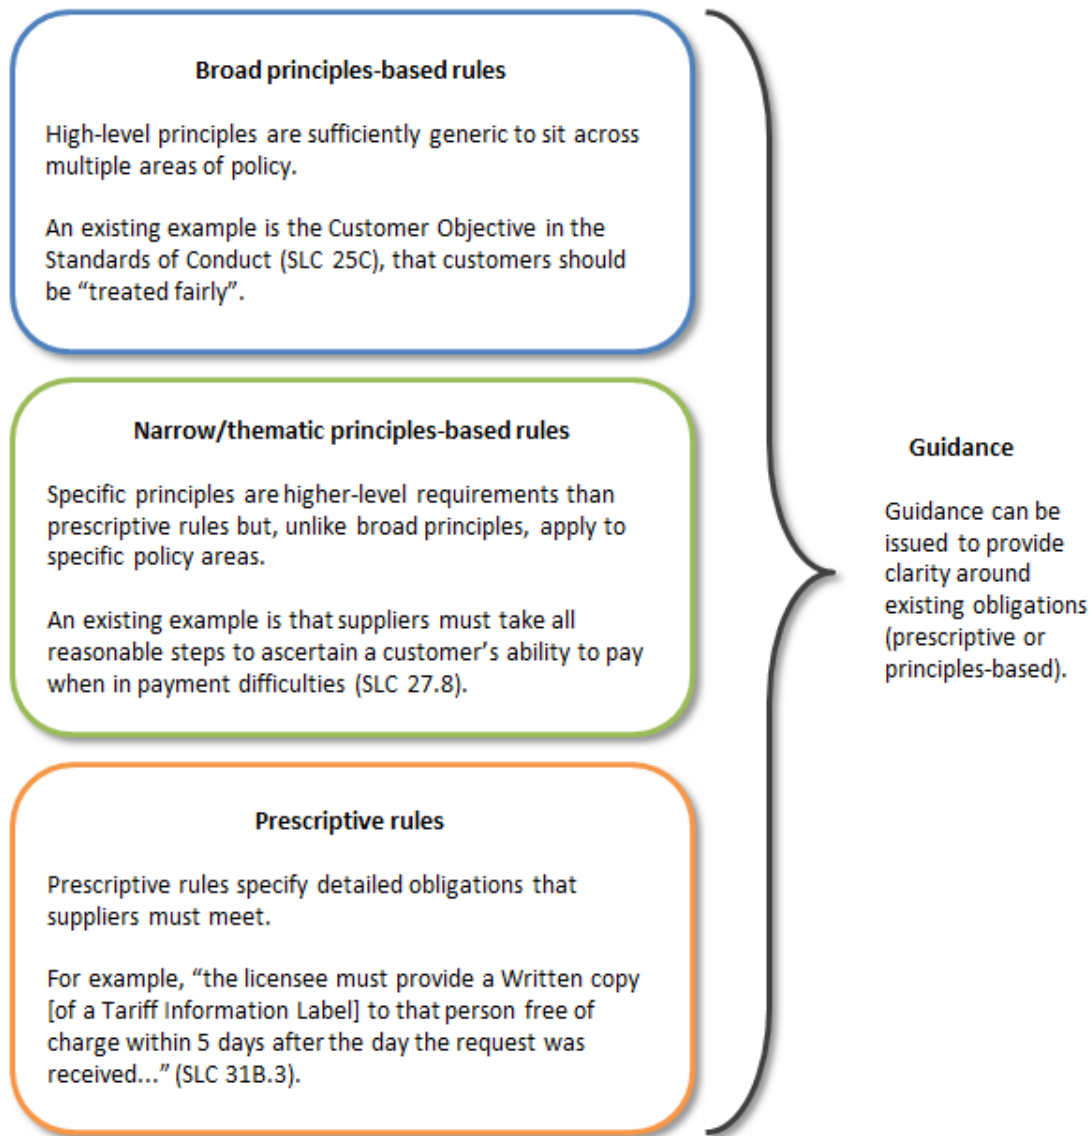 Broad principles-based rules
High-level principles are sufficiently generic to sit across
multiple areas of policy.
An existing example is the Customer Objective in the
Standards of Conduct (SLC 25C), that customers should
be “treated fairly”.
Narrow/thematic principles-based rules
Specific principles are higher-level requirements than
prescriptive rules but, unlike broad principles, apply to
specific policy areas.
An existing example is that suppliers must take all
reasonable steps to ascertain a customer’s ability to pay
when in payment difficulties (SLC 27.8).
Prescriptive rules
Prescriptive rules specify detailed obligations that
suppliers must meet.
For example, “the licensee must provide a Written copy
[of a Tariff Information Label] to that person free of
charge within 5 days after the day the request was
received...” (SLC 31B.3).
Guidance
Guidance can be
issued to provide
clarity around
existing obligations
(prescriptive or
principles-based).